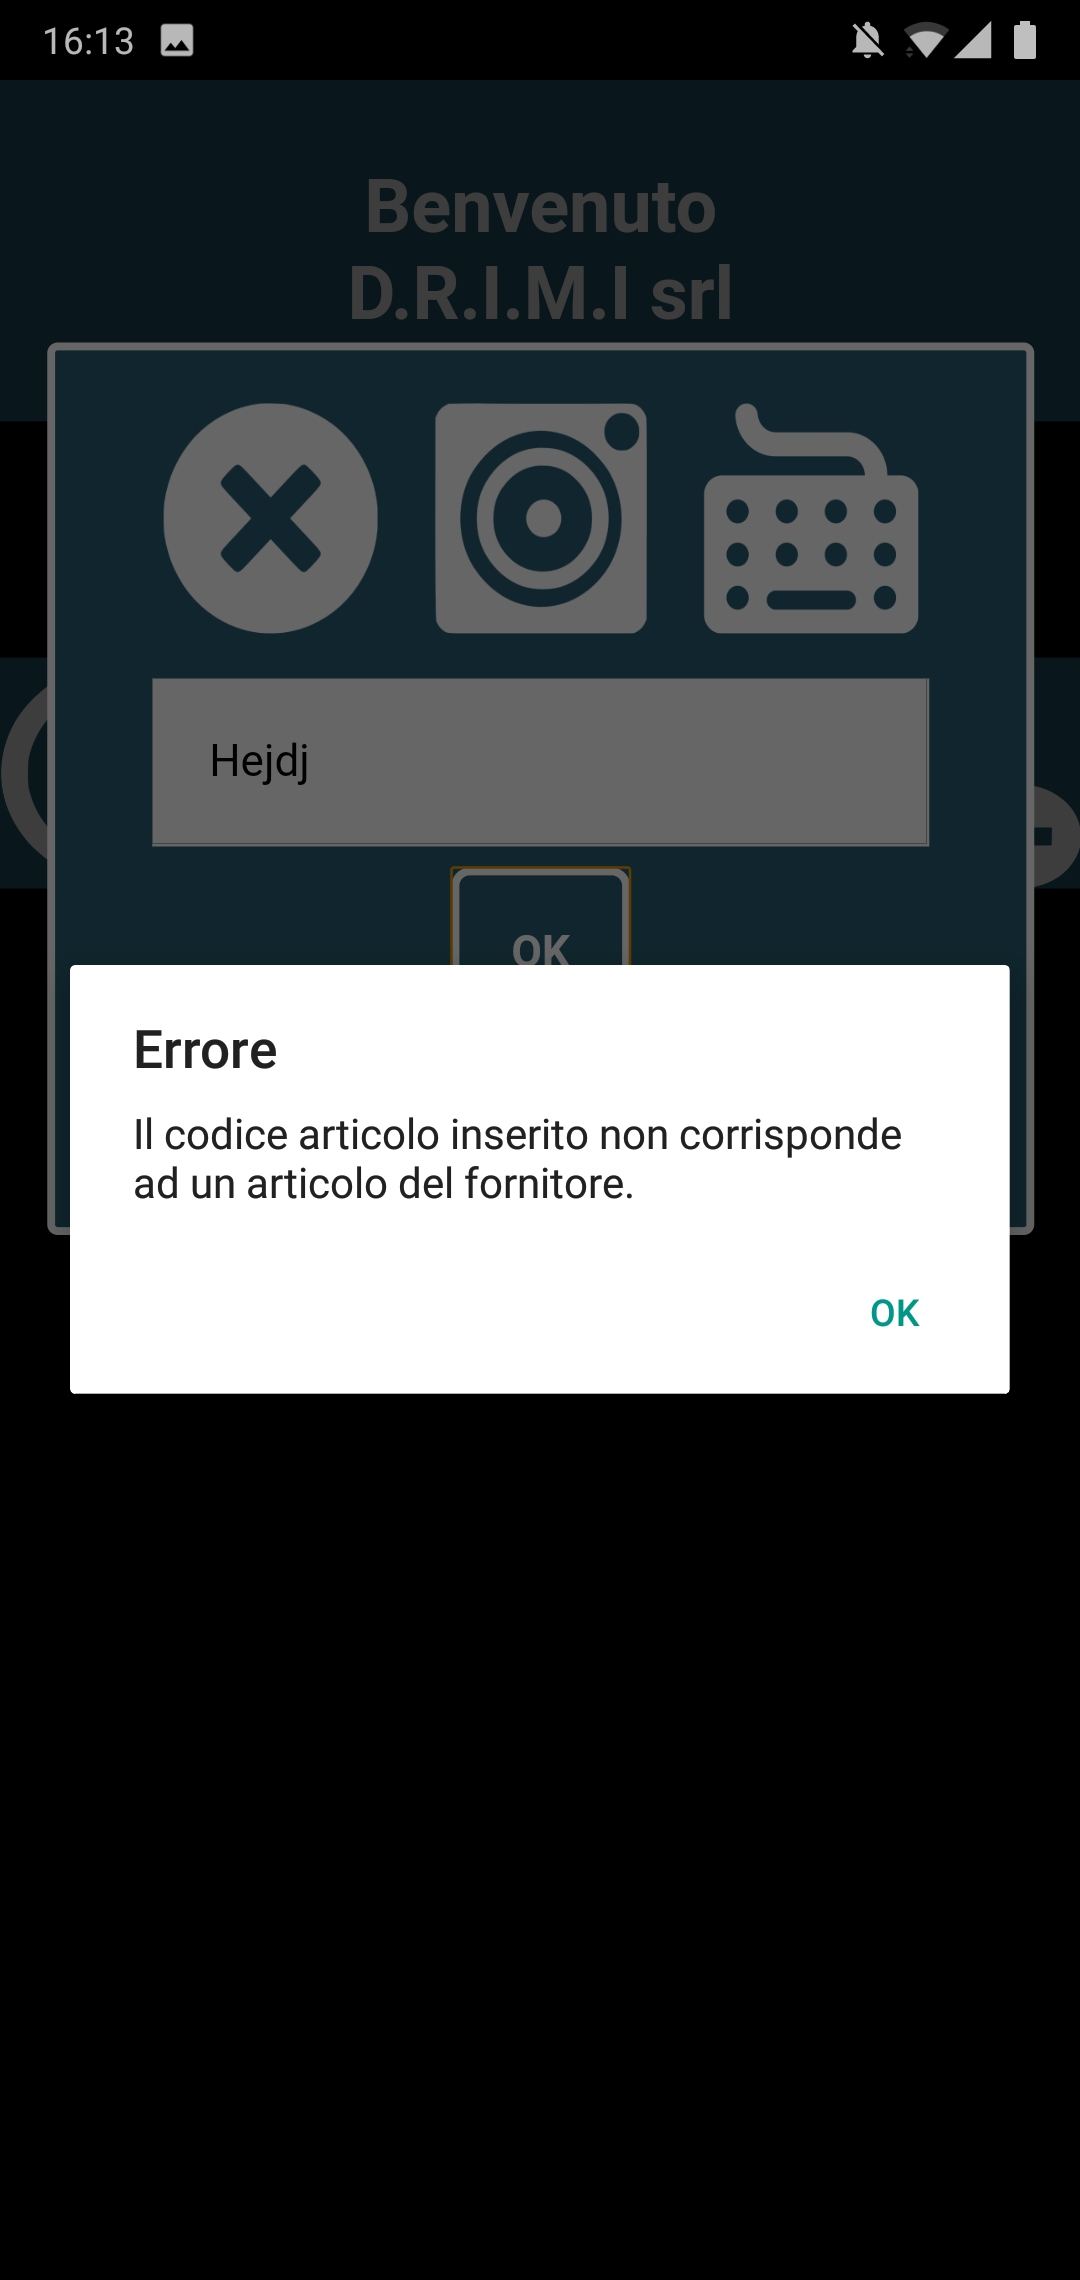 16:13
Benvenuto
D.R.I.M.I srl
Hejdj
OK
Errore
Il codice articolo inserito non corrisponde
ad un articolo del fornitore.
OK